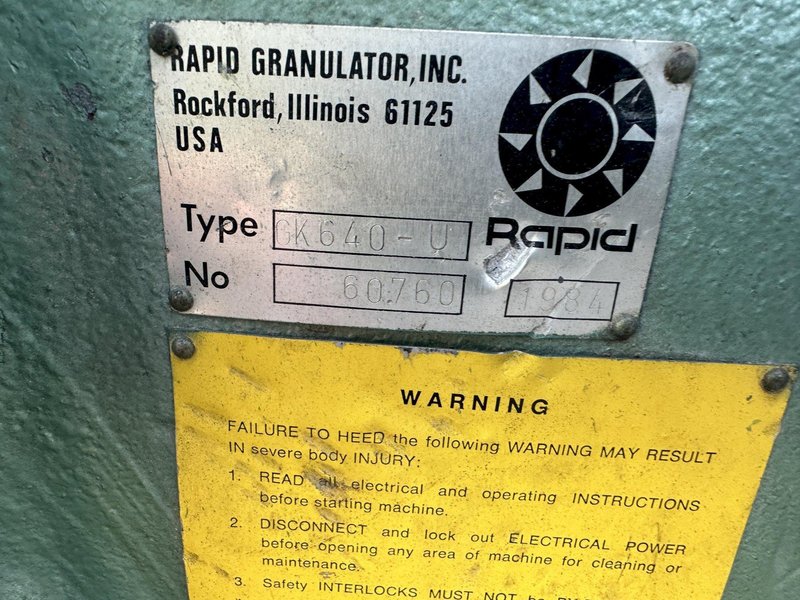 RAPID GRANULATOR, INC.
Rockford, Illinois 61125
USA
Type GK640-U
Rapid
No 60760
1984
WARNING
FAILURE TO HEED the following WARNING MAY RESULT
IN severe body INJURY:
1. READ all electrical and operating INSTRUCTIONS
before starting machine.
2. DISCONNECT and lock out ELECTRICAL POWER
before opening any area of machine for cleaning or
maintenance.
3. Safety INTERLOCKS MUST NOT be